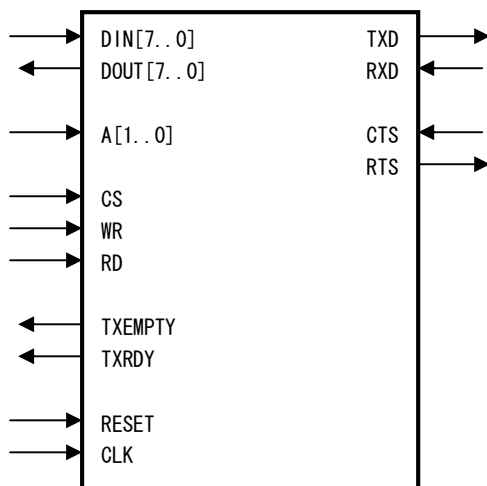 DIN[7..0] TXD
DOUT[7..0] RXD
A[1..0] CTS
RTS
CS
WR
RD
TXEMPTY
TXRDY
RESET
CLK